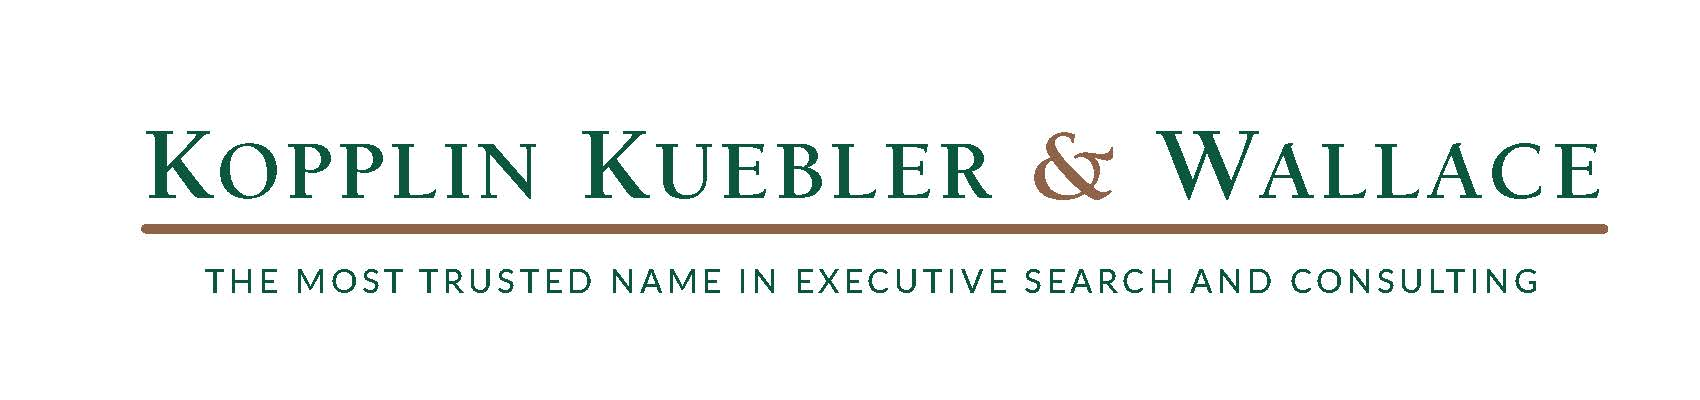 KOPPLIN KUEBLER & WALLACE
THE MOST TRUSTED NAME IN EXECUTIVE SEARCH AND CONSULTING